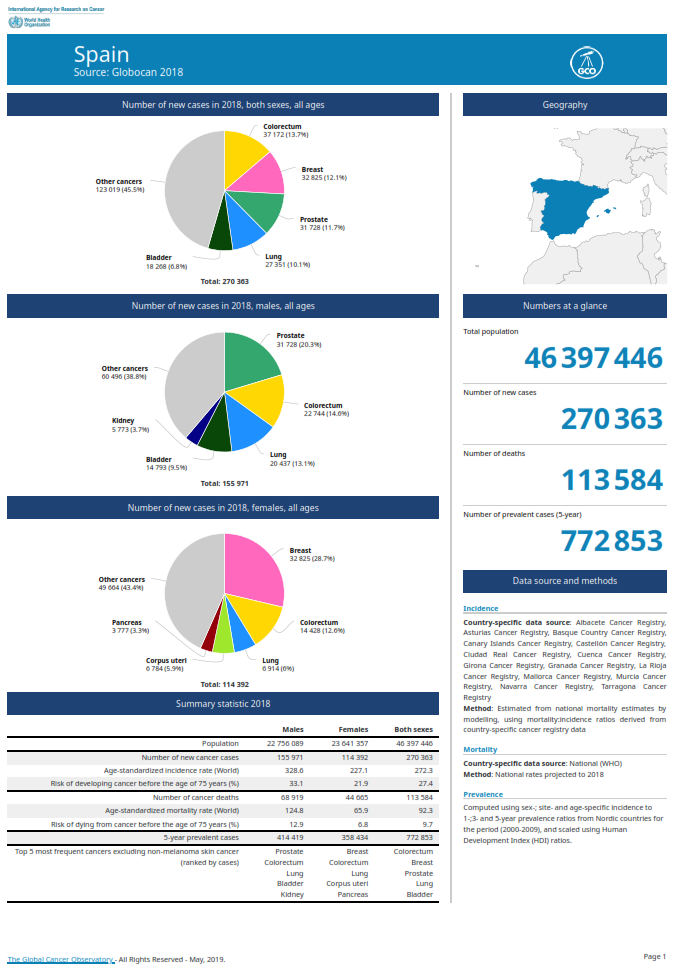 International Agency for Research on Cancer
World Health
Organization
Spain
Source: Globocan 2018
GCO
Number of new cases in 2018, both sexes, all ages
Colorectum
37 172 (13.7%)
Breast
32 825 (12.1%)
Prostate
31 728 (11.7%)
Lung
27 351 (10.1%)
Bladder
18 268 (6.8%)
Other cancers
123 019 (45.5%)
Total: 270 363
Number of new cases in 2018, males, all ages
Prostate
31 728 (20.3%)
Colorectum
22 744 (14.6%)
Lung
20 437 (13.1%)
Bladder
14 793 (9.5%)
Kidney
5 773 (3.7%)
Other cancers
60 496 (38.8%)
Total: 155 971
Number of new cases in 2018, females, all ages
Breast
32 825 (28.7%)
Colorectum
14 428 (12.6%)
Lung
6 914 (6%)
Corpus uteri
6 784 (5.9%)
Pancreas
3 777 (3.3%)
Other cancers
49 664 (43.4%)
Total: 114 392
Summary statistic 2018
Males Females Both sexes
Population 22 756 089 23 641 357 46 397 446
Number of new cancer cases 155 971 114 392 270 363
Age-standardized incidence rate (World) 328.6 227.1 272.3
Risk of developing cancer before the age of 75 years (%) 33.1 21.9 27.4
Number of cancer deaths 68 919 44 665 113 584
Age-standardized mortality rate (World) 124.8 65.9 92.3
Risk of dying from cancer before the age of 75 years (%) 12.9 6.8 9.7
5-year prevalent cases 414 419 358 434 772 853
Top 5 most frequent cancers excluding non-melanoma skin cancer Prostate Breast Colorectum
(ranked by cases) Colorectum Colorectum Breast
Lung Lung Prostate
Bladder Corpus uteri Lung
Kidney Pancreas Bladder
Geography
Numbers at a glance
Total population
46 397 446
Number of new cases
270 363
Number of deaths
113 584
Number of prevalent cases (5-year)
772 853
Data source and methods
Incidence
Country-specific data source: Albacete Cancer Registry,
Asturias Cancer Registry, Basque Country Cancer Registry,
Canary Islands Cancer Registry, Castellón Cancer Registry,
Ciudad Real Cancer Registry, Cuenca Cancer Registry,
Girona Cancer Registry, Granada Cancer Registry, La Rioja
Cancer Registry, Mallorca Cancer Registry, Murcia Cancer
Registry, Navarra Cancer Registry, Tarragona Cancer
Registry
Method: Estimated from national mortality estimates by
modelling, using mortality:incidence ratios derived from
country-specific cancer registry data
Mortality
Country-specific data source: National (WHO)
Method: National rates projected to 2018
Prevalence
Computed using sex-; site- and age-specific incidence to
1-;3- and 5-year prevalence ratios from Nordic countries for
the period (2000-2009), and scaled using Human
Development Index (HDI) ratios.
The Global Cancer Observatory - All Rights Reserved - May, 2019.
Page 1